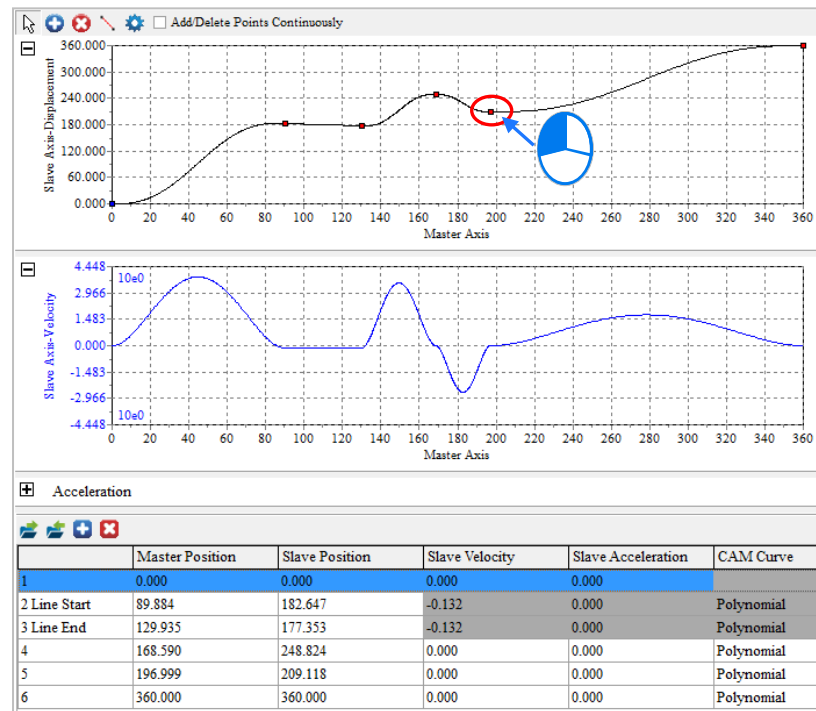 Add/Delete Points Continuously
Slave Axis-Displacement
360.000
300.000
240.000
180.000
120.000
60.000
0.000
0 20 40 60 80 100 120 140 160 180 200 220 240 260 280 300 320 340 360
Master Axis
Slave Axis-Velocity
4.448
10e0
2.966
1.483
0.000
-1.483
-2.966
-4.448
10e0
0 20 40 60 80 100 120 140 160 180 200 220 240 260 280 300 320 340 360
Master Axis
Acceleration
Master Position Slave Position Slave Velocity Slave Acceleration CAM Curve
1 0.000 0.000 0.000 0.000
2 Line Start 89.884 182.647 -0.132 0.000 Polynomial
3 Line End 129.935 177.353 -0.132 0.000 Polynomial
4 168.590 248.824 0.000 0.000 Polynomial
5 196.999 209.118 0.000 0.000 Polynomial
6 360.000 360.000 0.000 0.000 Polynomial